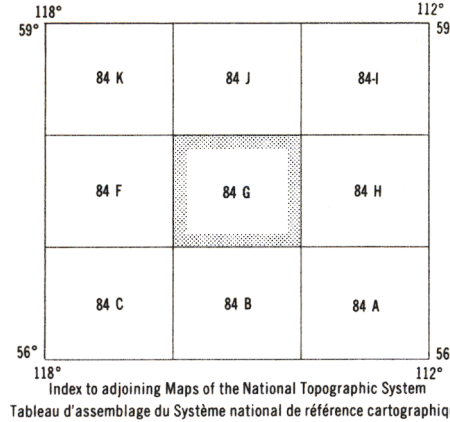 118° 112°
59° 59
84 K 84 J 84-I
84 F 84 G 84 H
84 C 84 B 84 A
56° 56
118° 112°
Index to adjoining Maps of the National Topographic System
Tableau d'assemblage du Système national de référence cartographiq